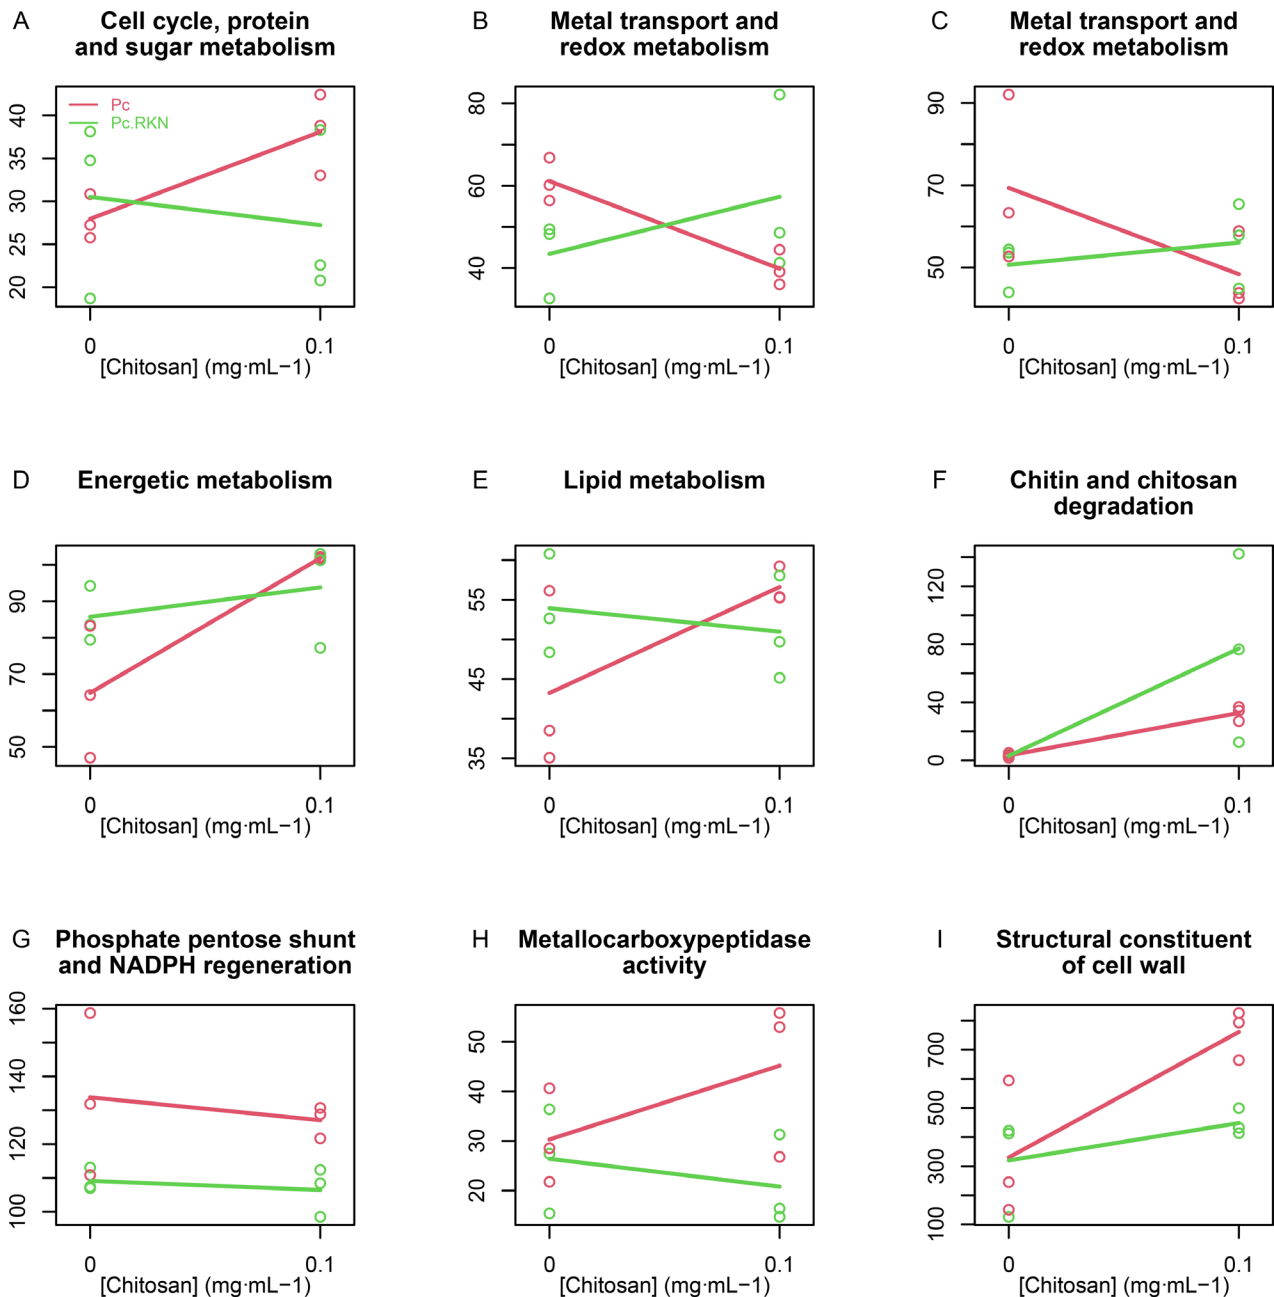 A
Cell cycle, protein
and sugar metabolism
Pc
Pc.RKN
40
35
30
25
20
0
0.1
[Chitosan] (mg·mL−1)
B
Metal transport and
redox metabolism
80
60
40
0
0.1
[Chitosan] (mg·mL−1)
C
Metal transport and
redox metabolism
90
70
50
0
0.1
[Chitosan] (mg·mL−1)
D
Energetic metabolism
90
70
50
0
0.1
[Chitosan] (mg·mL−1)
E
Lipid metabolism
55
45
35
0
0.1
[Chitosan] (mg·mL−1)
F
Chitin and chitosan
degradation
120
80
40
0
0
0.1
[Chitosan] (mg·mL−1)
G
Phosphate pentose shunt
and NADPH regeneration
160
140
120
100
0
0.1
[Chitosan] (mg·mL−1)
H
Metallocarboxypeptidase
activity
50
40
30
20
0
0.1
[Chitosan] (mg·mL−1)
I
Structural constituent
of cell wall
700
500
300
100
0
0.1
[Chitosan] (mg·mL−1)